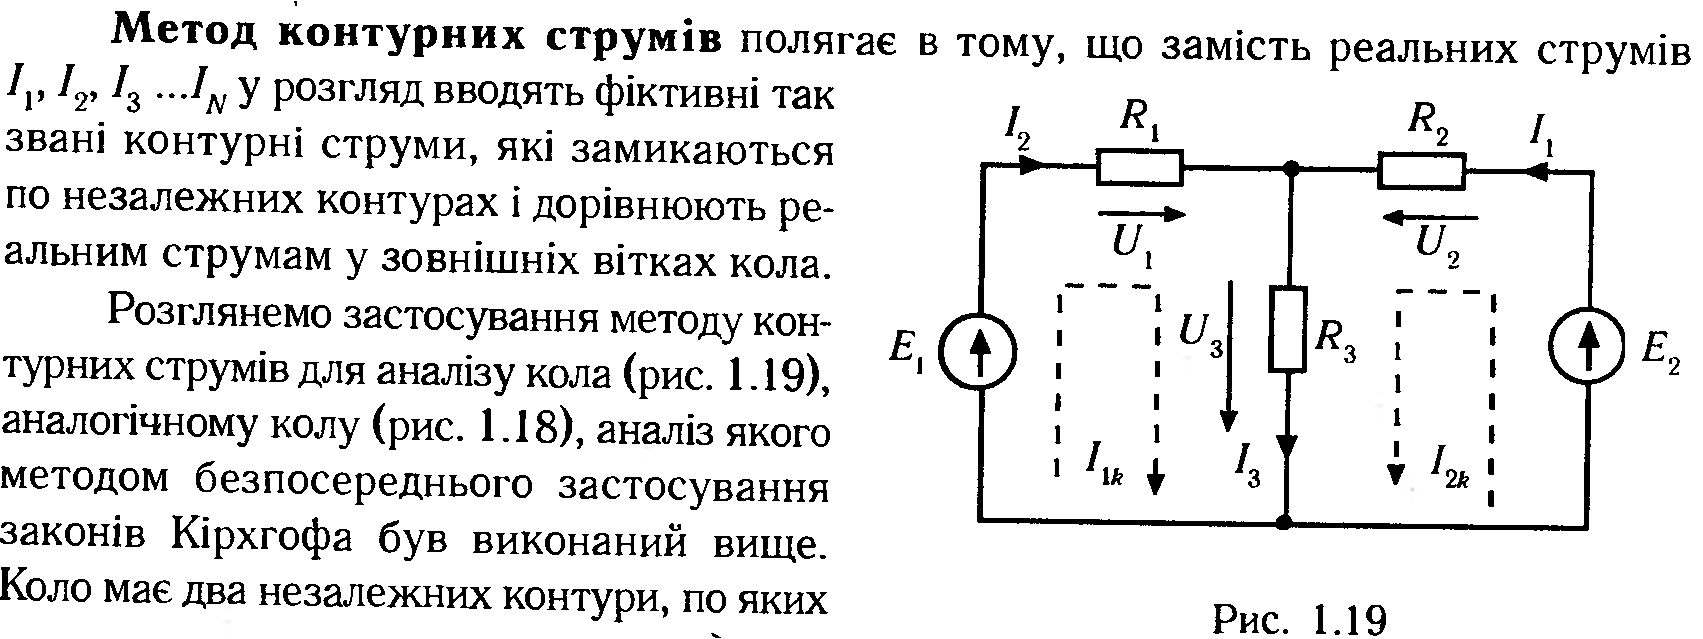 Метод контурних струмів полягає в тому, що замість реальних струмів
I₁, I₂, I₃ ...I_N у розгляд вводять фіктивні так
звані контурні струми, які замикаються
по незалежних контурах і дорівнюють ре-
альним струмам у зовнішніх вітках кола.
Розглянемо застосування методу кон-
турних струмів для аналізу кола (рис. 1.19),
аналогічному колу (рис. 1.18), аналіз якого
методом безпосереднього застосування
законів Кірхгофа був виконаний вище.
Коло має два незалежних контури, по яких
I₂ R₁ R₂ I₁
U₁ U₂
E₁ U₃ R₃ E₂
I₁ₖ I₃ I₂ₖ
Рис. 1.19